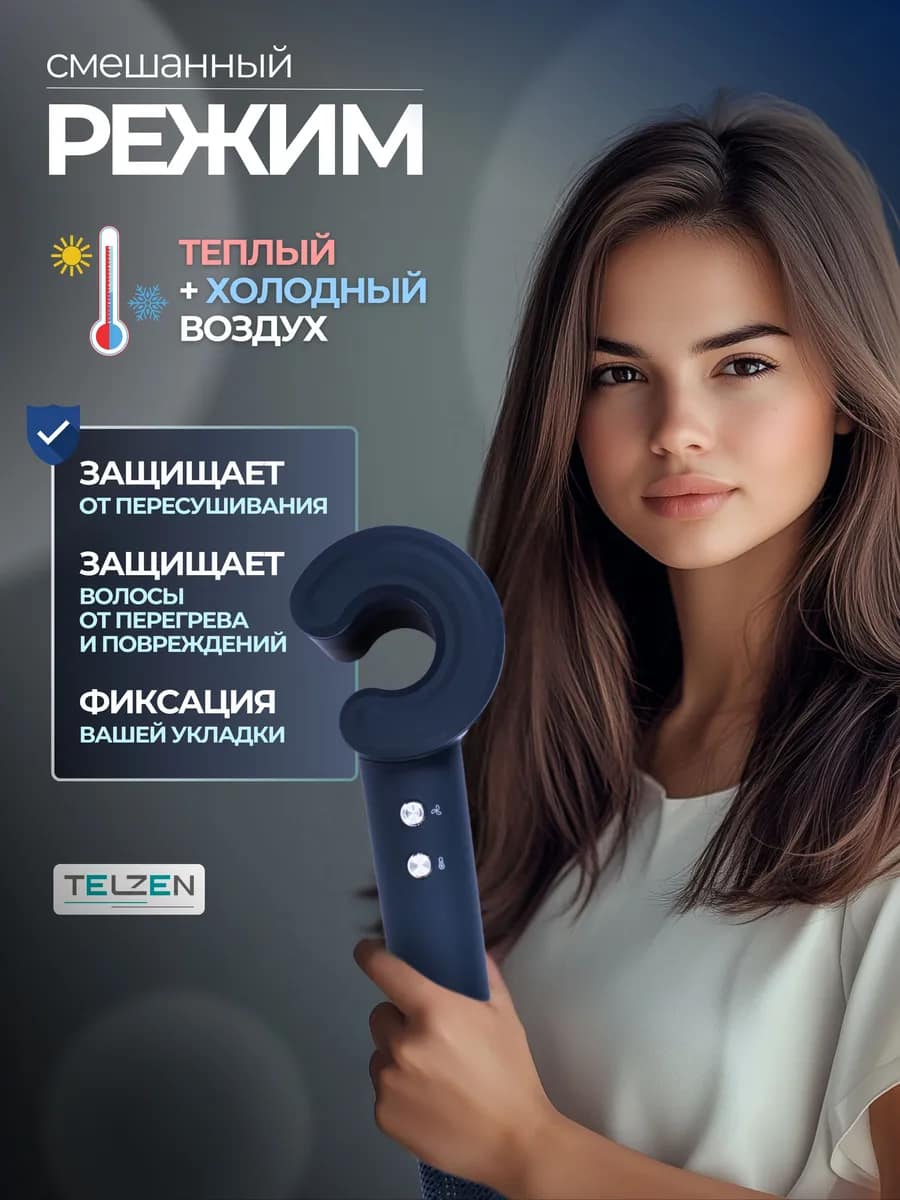 смешанный
РЕЖИМ
ТЕПЛЫЙ
+ ХОЛОДНЫЙ
ВОЗДУХ
ЗАЩИЩАЕТ
ОТ ПЕРЕСУШИВАНИЯ
ЗАЩИЩАЕТ
ВОЛОСЫ
ОТ ПЕРЕГРЕВА
И ПОВРЕЖДЕНИЙ
ФИКСАЦИЯ
ВАШЕЙ УКЛАДКИ
TELZEN